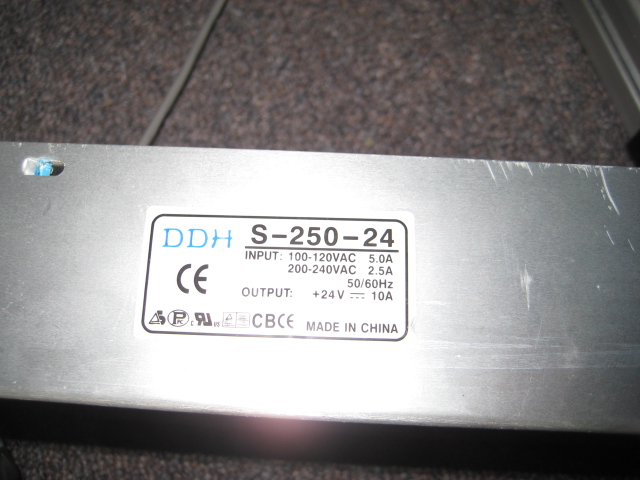 DDH S-250-24
INPUT: 100-120VAC 5.0A
200-240VAC 2.5A
50/60Hz
CE
OUTPUT: +24V ⎓ 10A
CB CE MADE IN CHINA